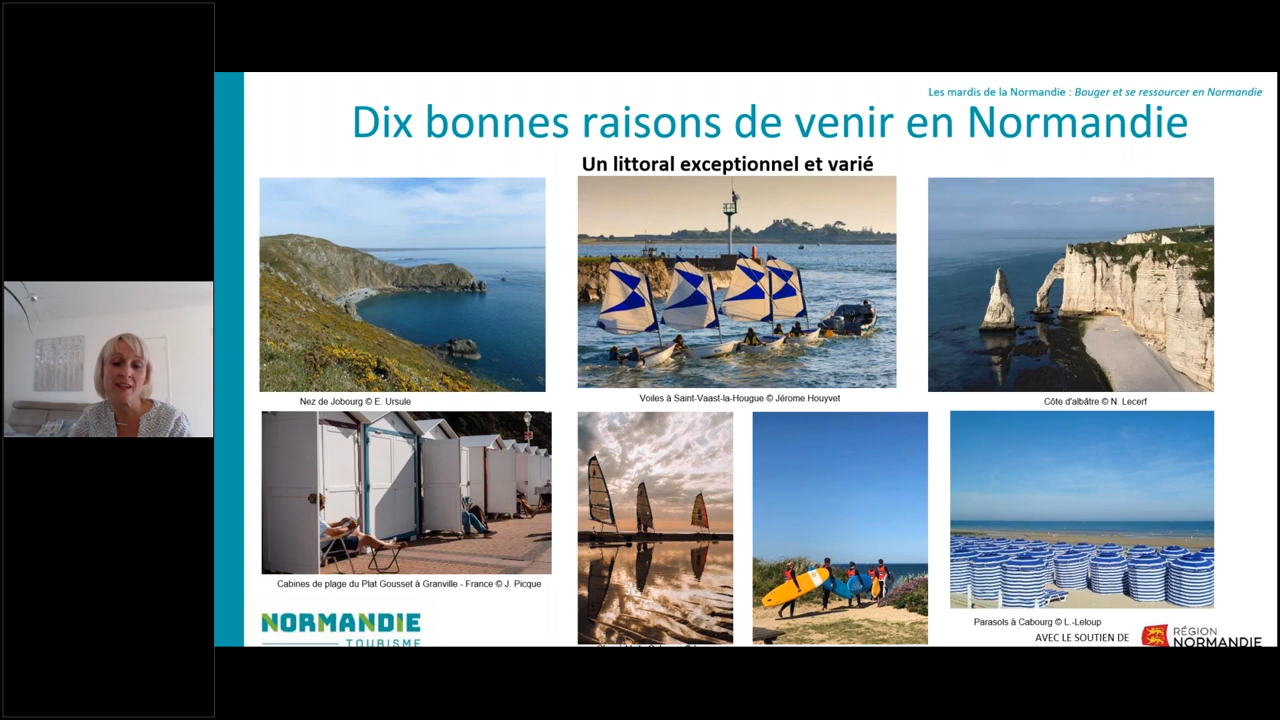 Les mardis de la Normandie : Bouger et se ressourcer en Normandie
Dix bonnes raisons de venir en Normandie
Un littoral exceptionnel et varié
Nez de Jobourg © E. Ursule
Voiles à Saint-Vaast-la-Hougue © Jérome Houyvet
Côte d'albâtre © N. Lecerf
Cabines de plage du Plat Gousset à Granville - France © J. Picque
Parasols à Cabourg © L.-Leloup
NORMANDIE
TOURISME
AVEC LE SOUTIEN DE
RÉGION
NORMANDIE